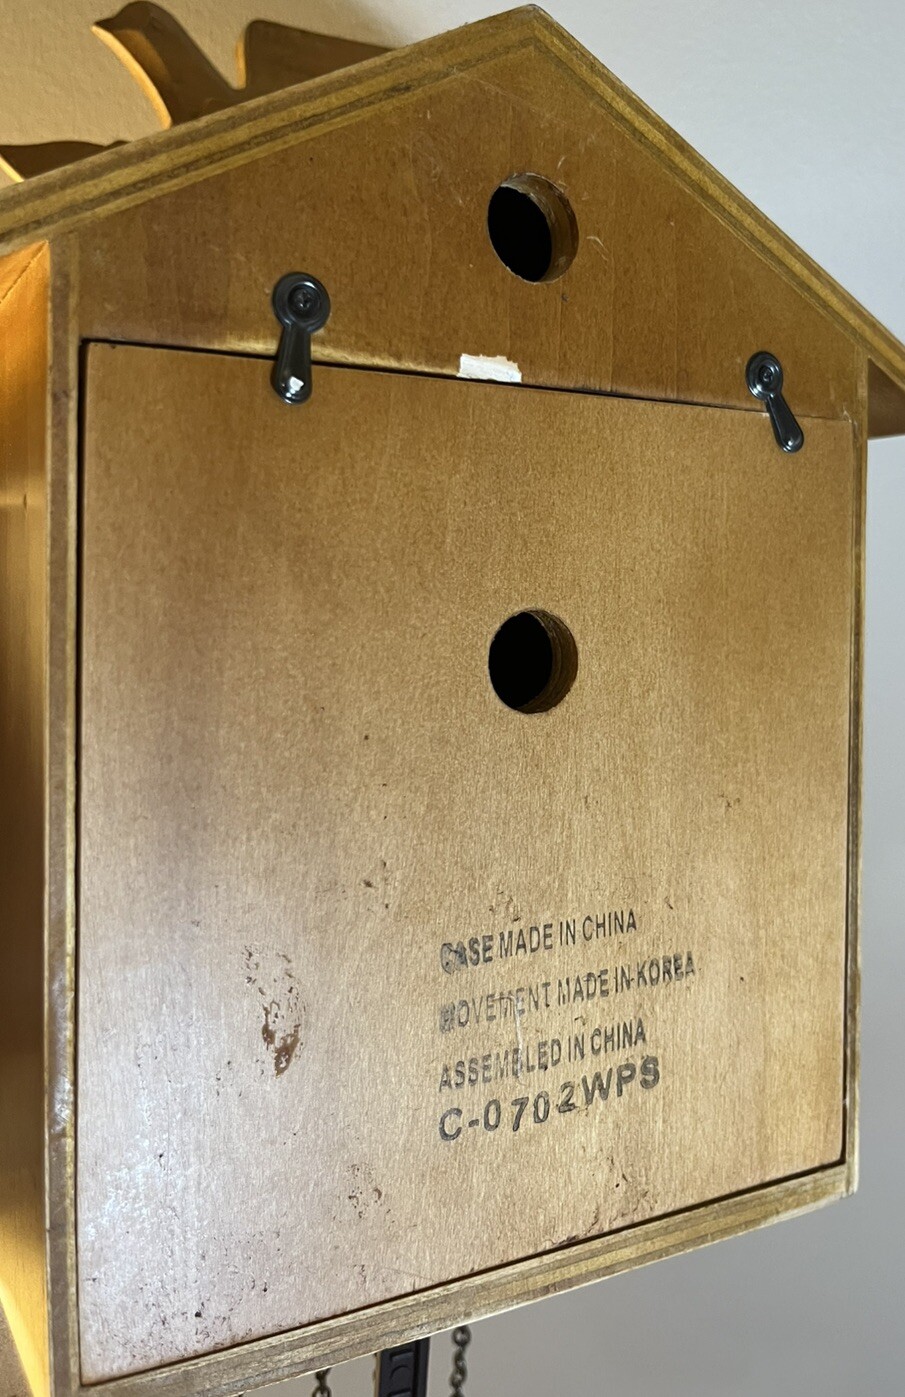 CASE MADE IN CHINA
MOVEMENT MADE IN KOREA
ASSEMBLED IN CHINA
C-0702WPS